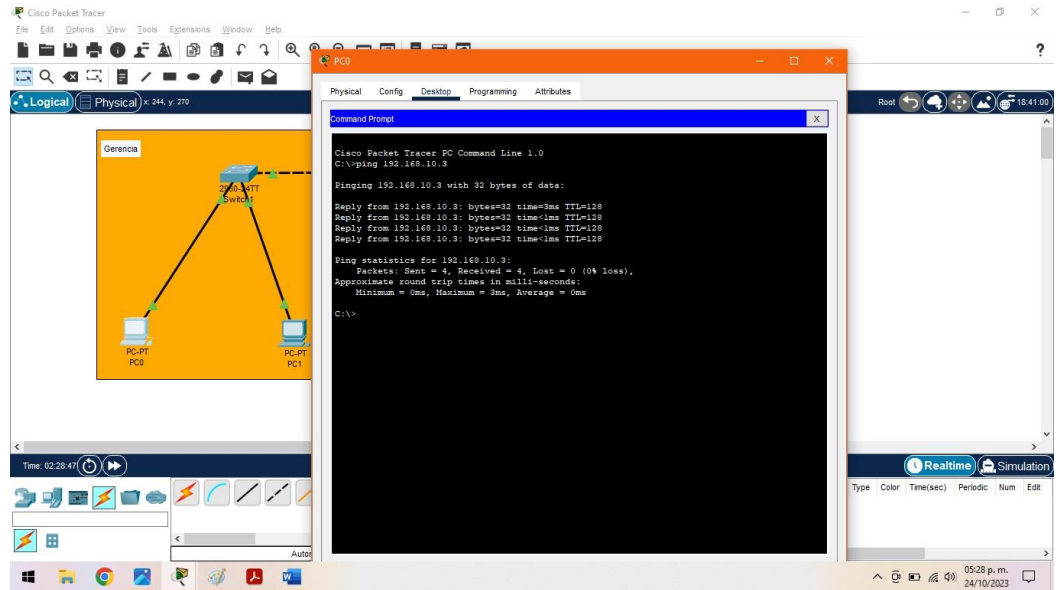 Cisco Packet Tracer
File Edit Options View Tools Extensions Window Help
?
PC0
Physical Config Desktop Programming Attributes
Logical Physical x: 244, y: 270
Root 18:41:00
Command Prompt X
Gerencia
2960-24TT
Switch1
PC-PT
PC0
PC-PT
PC1
Cisco Packet Tracer PC Command Line 1.0
C:\>ping 192.168.10.3
Pinging 192.168.10.3 with 32 bytes of data:
Reply from 192.168.10.3: bytes=32 time=3ms TTL=128
Reply from 192.168.10.3: bytes=32 time<1ms TTL=128
Reply from 192.168.10.3: bytes=32 time<1ms TTL=128
Reply from 192.168.10.3: bytes=32 time<1ms TTL=128
Ping statistics for 192.168.10.3:
Packets: Sent = 4, Received = 4, Lost = 0 (0% loss),
Approximate round trip times in milli-seconds:
Minimum = 0ms, Maximum = 3ms, Average = 0ms
C:\>
Time: 02:28:47
Realtime Simulation
Type Color Time(sec) Periodic Num Edit
Autor
05:28 p. m.
24/10/2023